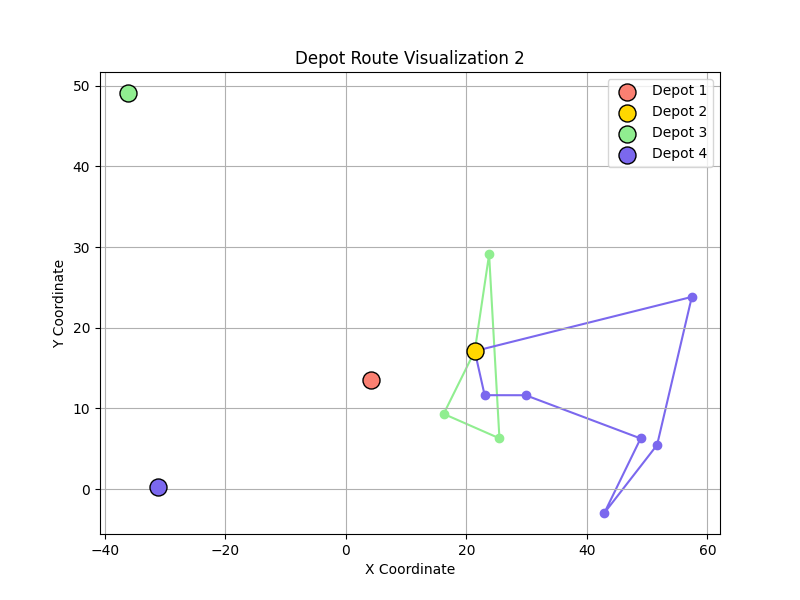 Depot Route Visualization 2
Depot 1
Depot 2
Depot 3
Depot 4
50
40
30
20
10
0
Y Coordinate
−40
−20
0
20
40
60
X Coordinate